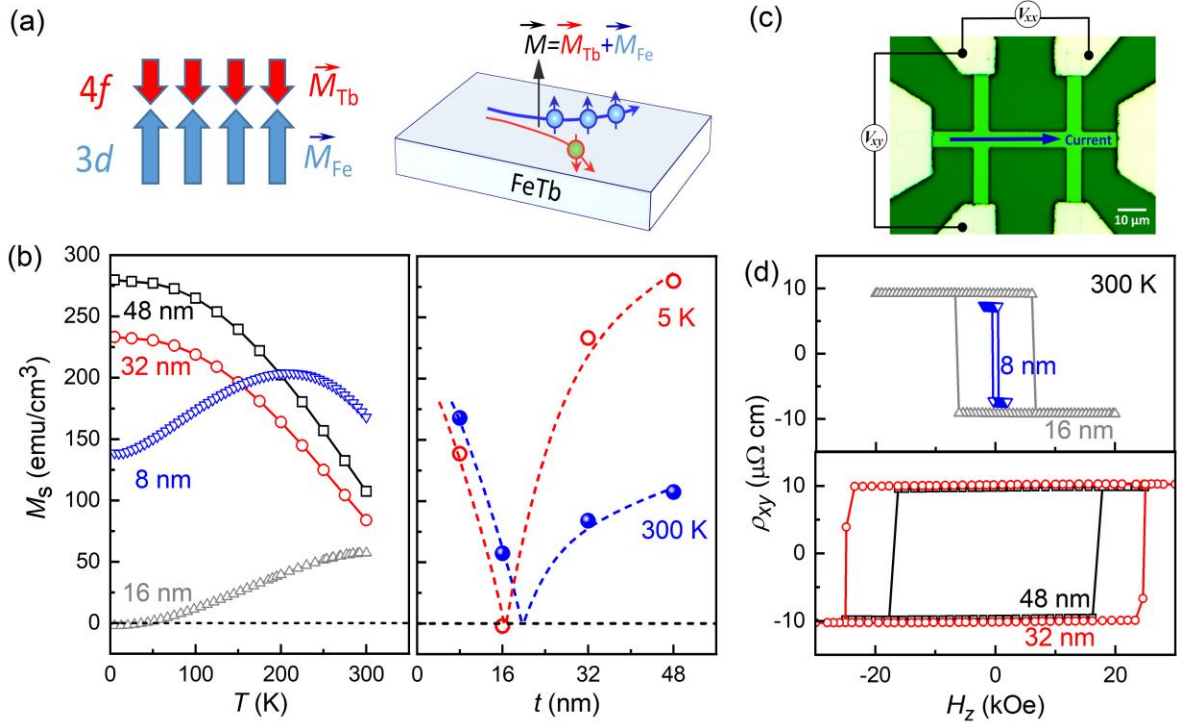 (a)
4f
M_Tb
3d
M_Fe
M=M_Tb+M_Fe
FeTb
(c)
V_xx
V_xy
Current
10 μm
(b)
M_S (emu/cm3)
300
250
200
150
100
50
0
48 nm
32 nm
8 nm
16 nm
0 100 200 300
T (K)
5 K
300 K
0 16 32 48
t (nm)
(d)
ρ_xy (μΩ cm)
10
0
-10
300 K
8 nm
16 nm
10
0
-10
48 nm
32 nm
-20 0 20
H_z (kOe)